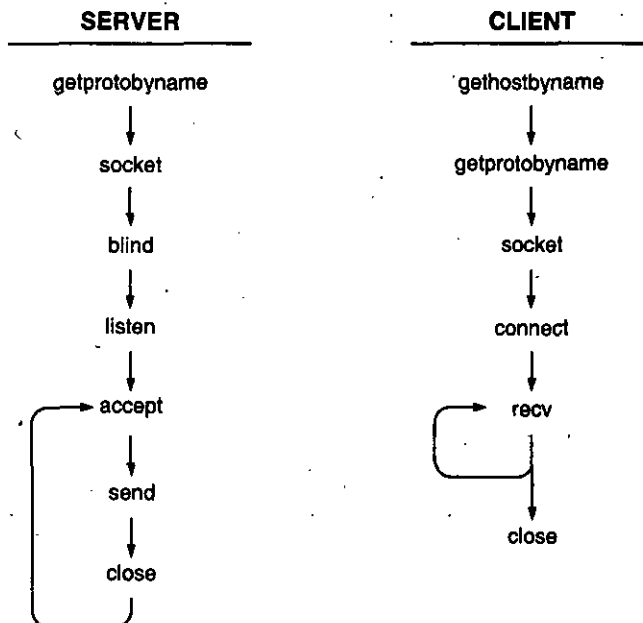 SERVER
getprotobyname
socket
blind
listen
accept
send
close
CLIENT
gethostbyname
getprotobyname
socket
connect
recv
close